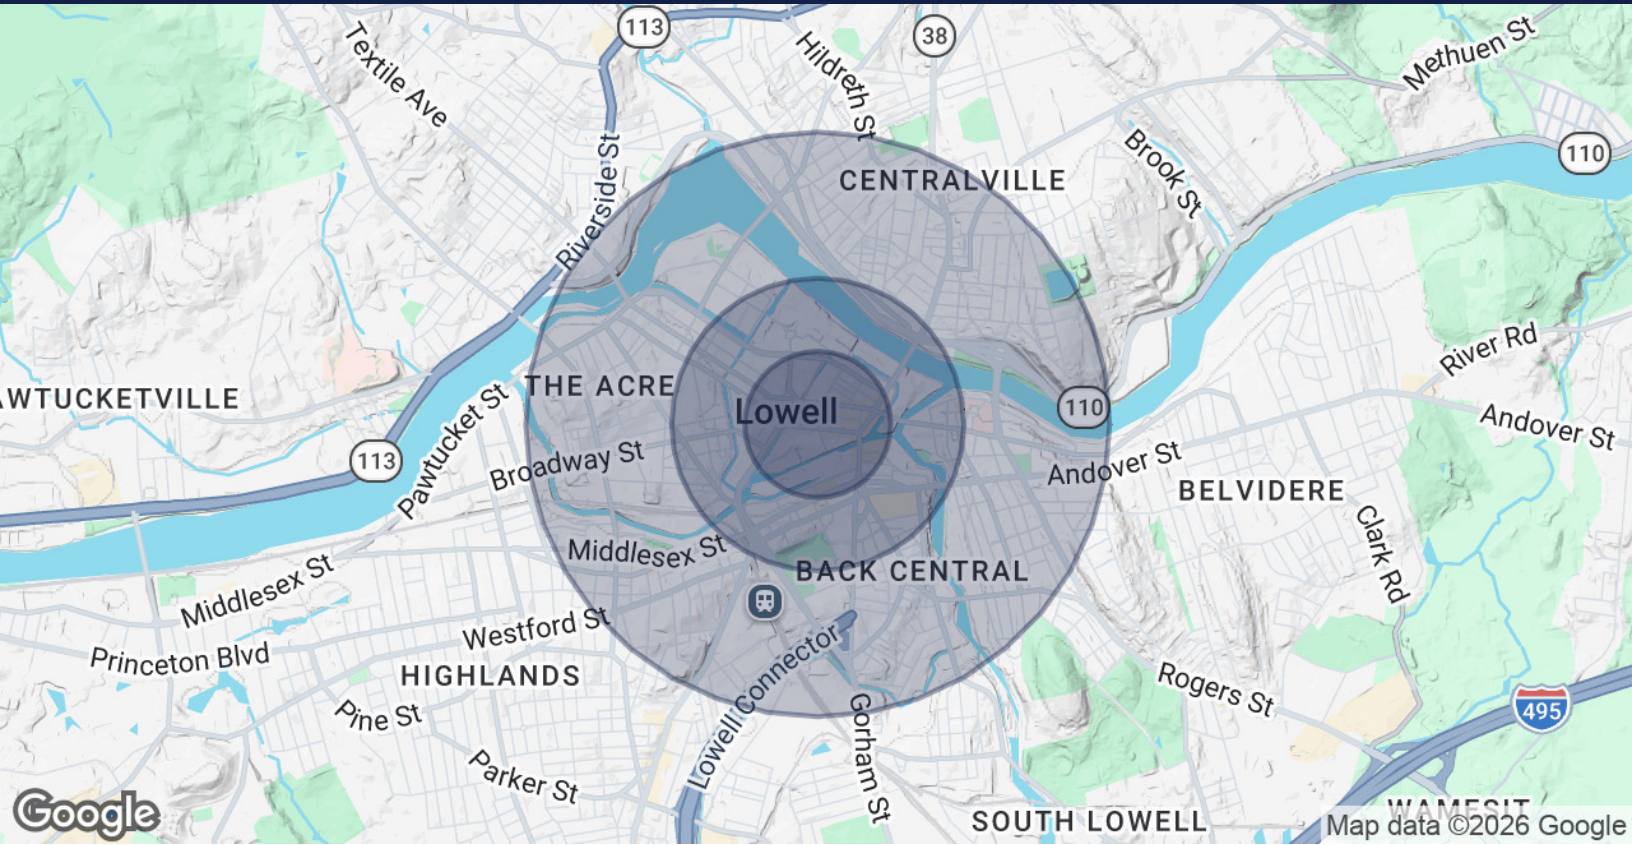 113
38
Methuen St
Textile Ave
Hildreth St
110
Brook St
CENTRALVILLE
Riverside St
River Rd
THE ACRE
AWTUCKETVILLE
Lowell
110
Andover St
Pawtucket St
113
Broadway St
Andover St
BELVIDERE
Clark Rd
Middlesex St
BACK CENTRAL
Middlesex St
Westford St
Princeton Blvd
HIGHLANDS
Lowell Connector
Rogers St
Pine St
495
Gorham St
Parker St
SOUTH LOWELL
WAMESIT
Google
Map data ©2026 Google